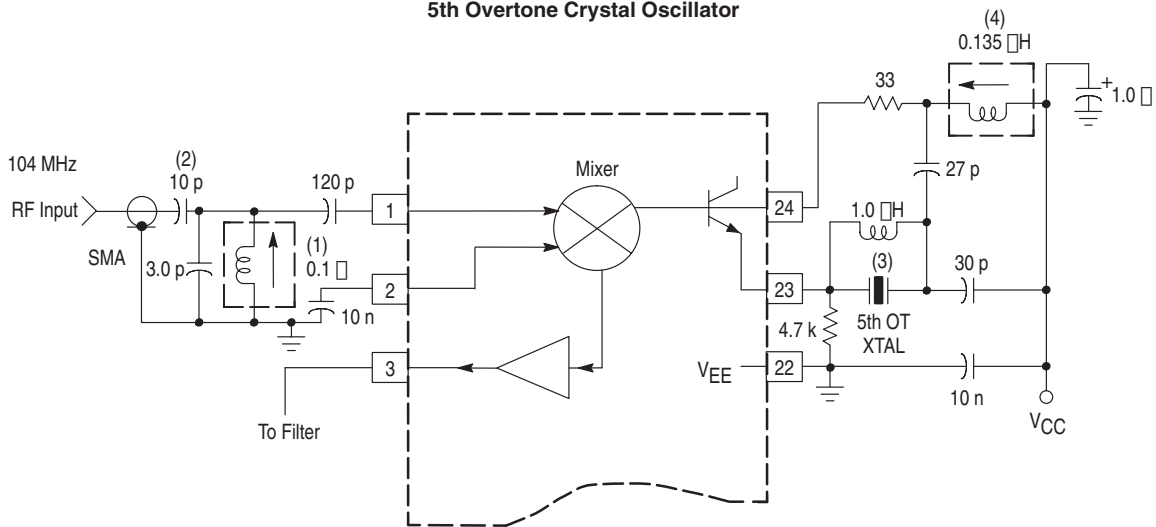 5th Overtone Crystal Oscillator
(4)
0.135 □H
33
+
1.0 □
104 MHz
(2)
10 p
120 p
Mixer
27 p
RF Input
1
24
1.0 □H
SMA
3.0 p
(1)
0.1 □
(3)
30 p
2
23
10 n
4.7 k
5th OT
XTAL
3
VEE
22
10 n
To Filter
VCC